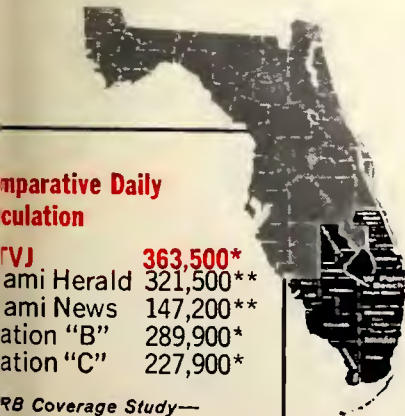 mparative Daily
culation
TVJ 363,500*
ami Herald 321,500**
ami News 147,200**
ation "B" 289,900*
ation "C" 227,900*
RB Coverage Study—